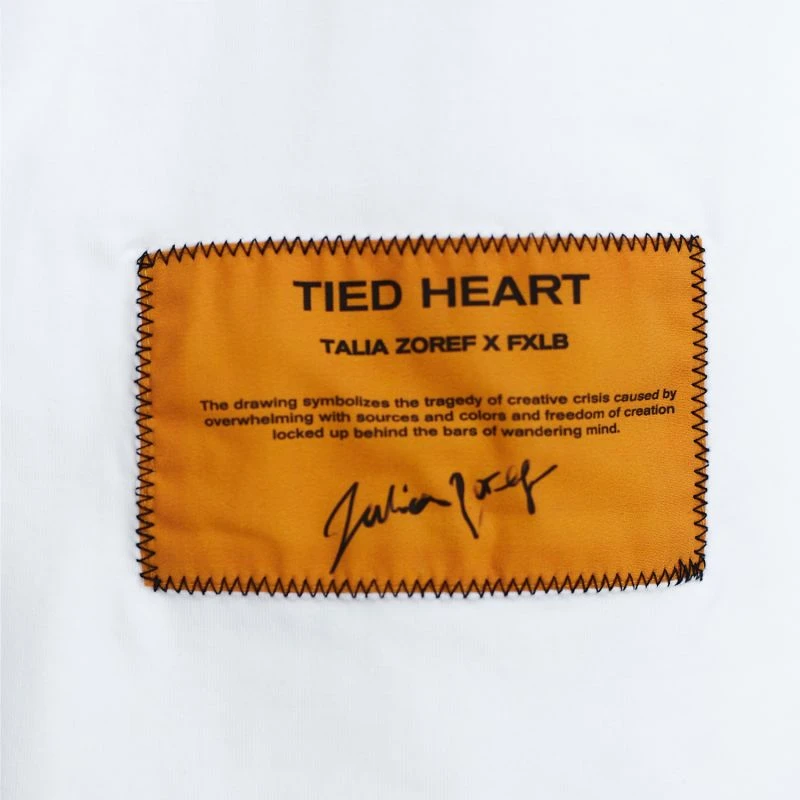 TIED HEART
TALIA ZOREF X FXLB
The drawing symbolizes the tragedy of creative crisis caused by
overwhelming with sources and colors and freedom of creation
locked up behind the bars of wandering mind.